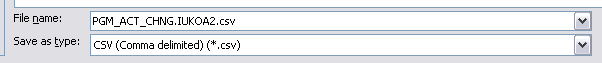 File name: PGM_ACT_CHNG.IUKOA2.csv
Save as type: CSV (Comma delimited) (*.csv)